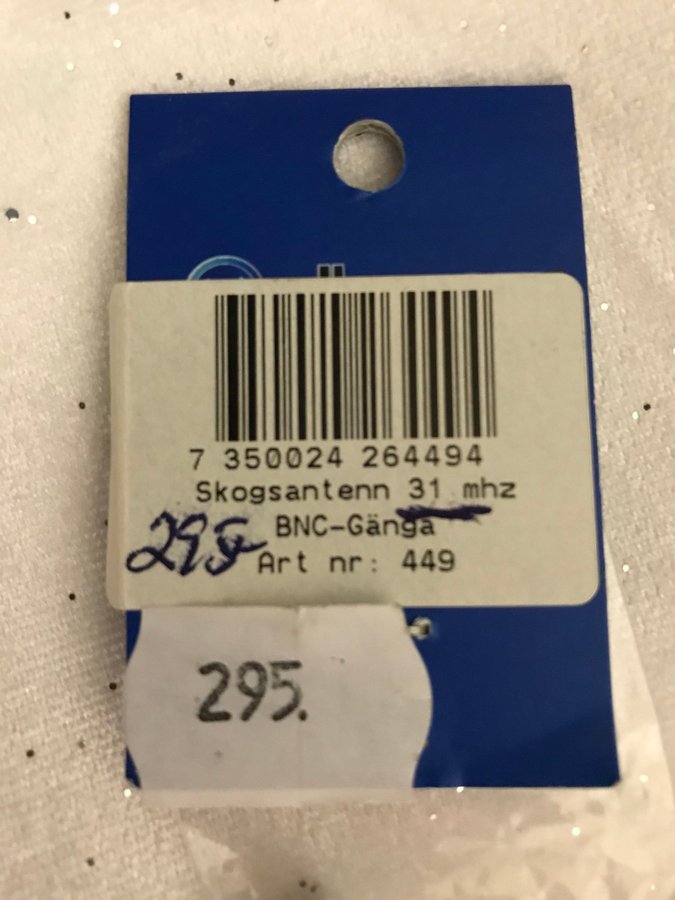 7 350024 264494
Skogsantenn 31 mhz
BNC-Gänga
295
Art nr: 449
295.